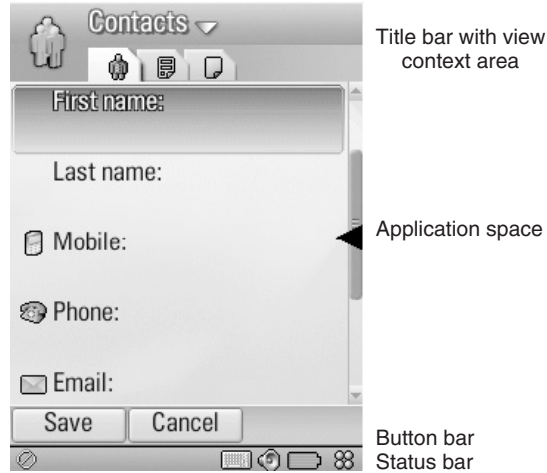 Contacts
Title bar with view
context area
First name:
Last name:
Application space
Mobile:
Phone:
Email:
Save Cancel
Button bar
Status bar